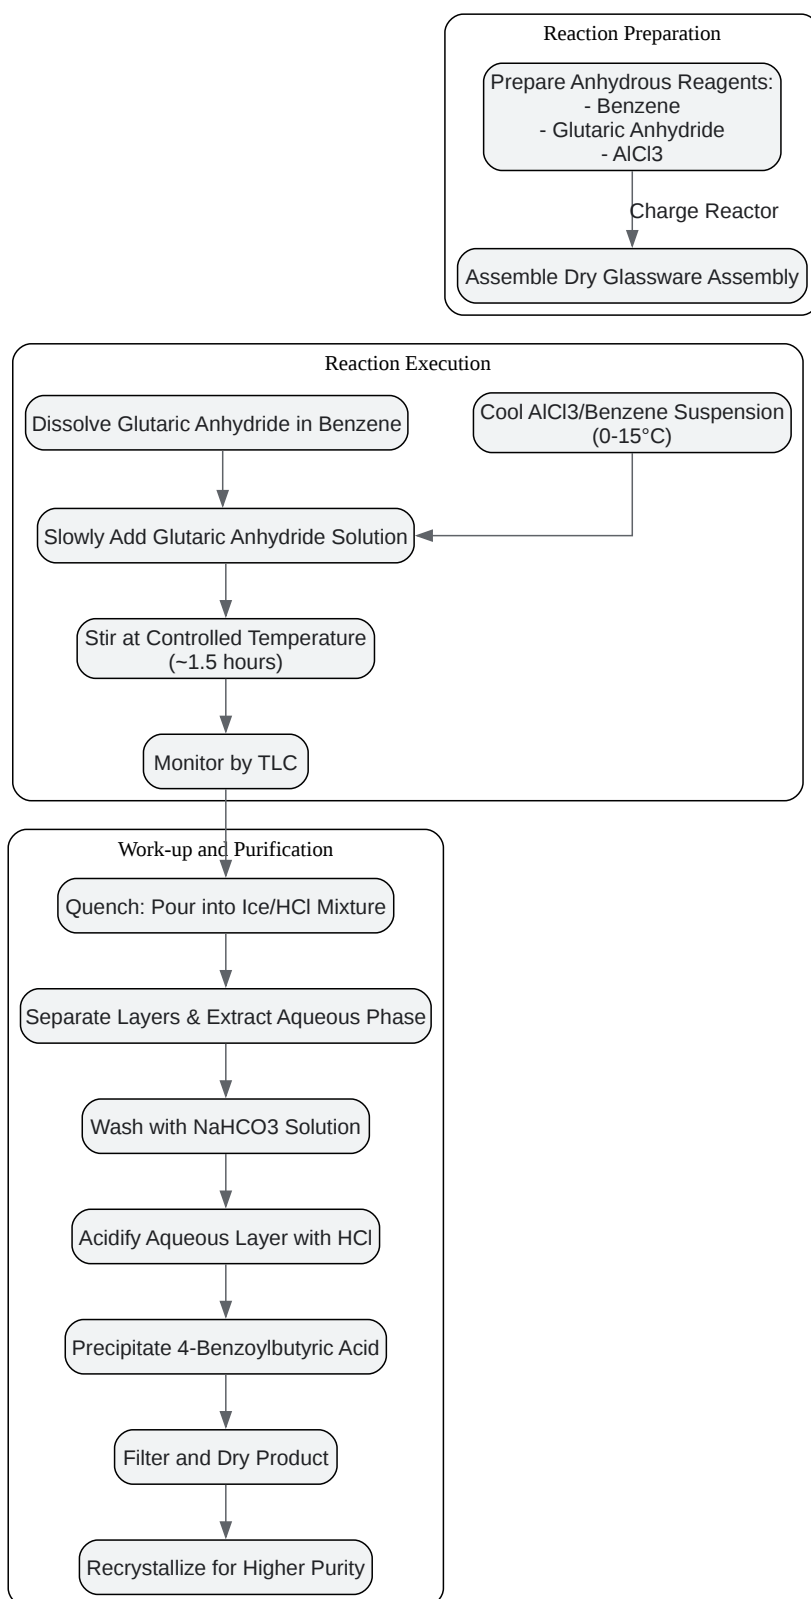 Reaction Preparation
Prepare Anhydrous Reagents:
- Benzene
- Glutaric Anhydride
- AlCl3
Charge Reactor
Assemble Dry Glassware Assembly
Reaction Execution
Dissolve Glutaric Anhydride in Benzene
Cool AlCl3/Benzene Suspension
(0-15°C)
Slowly Add Glutaric Anhydride Solution
Stir at Controlled Temperature
(~1.5 hours)
Monitor by TLC
Work-up and Purification
Quench: Pour into Ice/HCl Mixture
Separate Layers & Extract Aqueous Phase
Wash with NaHCO3 Solution
Acidify Aqueous Layer with HCl
Precipitate 4-Benzoylbutyric Acid
Filter and Dry Product
Recrystallize for Higher Purity